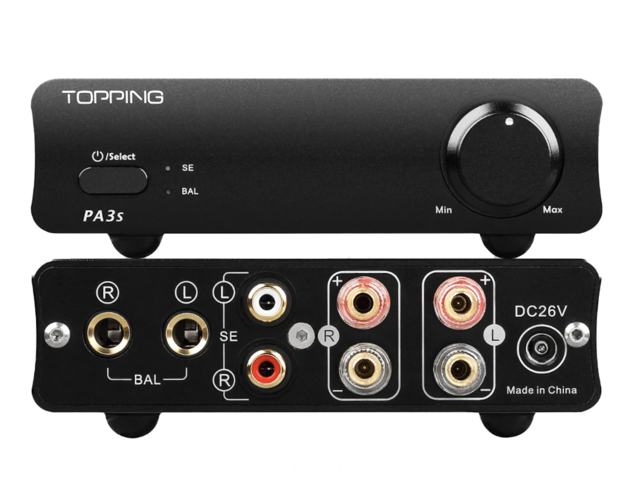 TOPPING
⏻/Select
SE
BAL
PA3s
Min
Max
R
L
BAL
L
SE
R
+
R
-
+
L
-
DC26V
Made in China